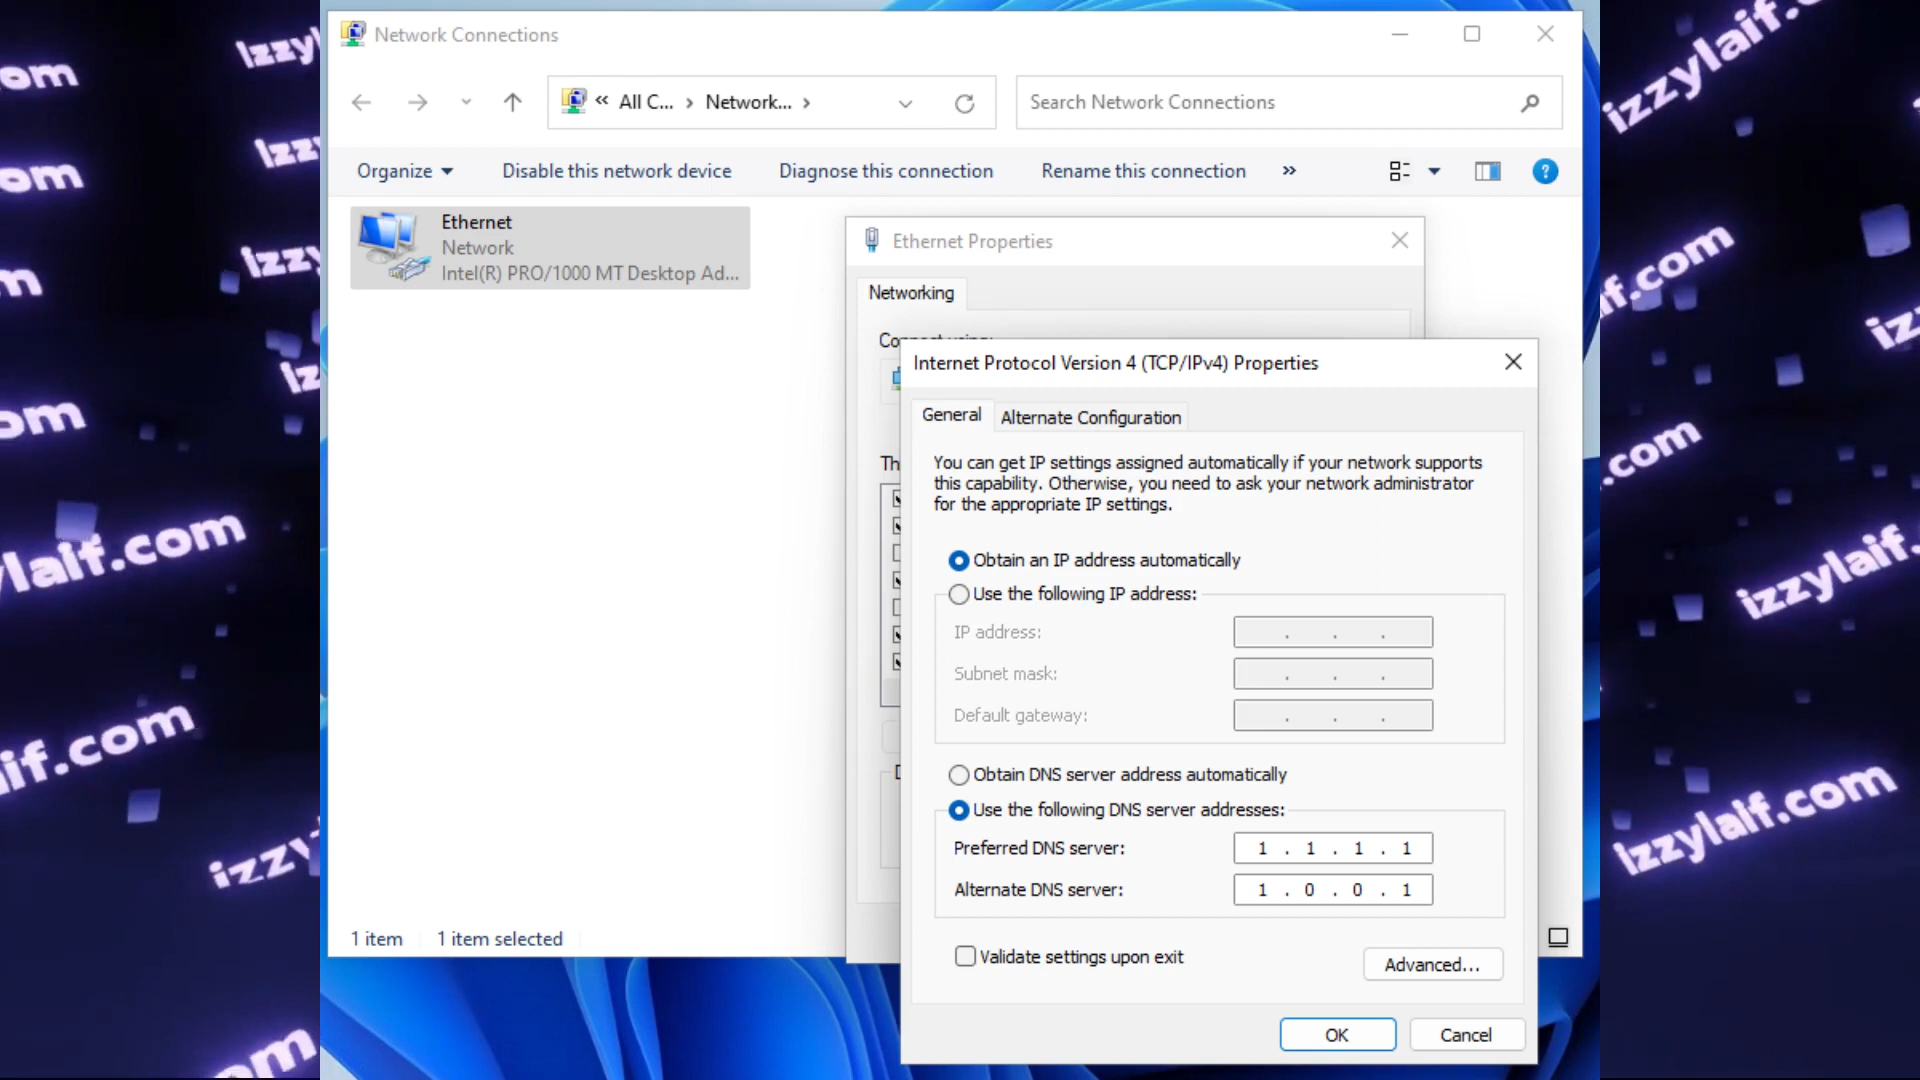 Network Connections
« All C... > Network... >
Search Network Connections
Organize
Disable this network device
Diagnose this connection
Rename this connection
»
Ethernet
Network
Intel(R) PRO/1000 MT Desktop Ad...
Ethernet Properties
Networking
Internet Protocol Version 4 (TCP/IPv4) Properties
General
Alternate Configuration
You can get IP settings assigned automatically if your network supports
this capability. Otherwise, you need to ask your network administrator
for the appropriate IP settings.
Obtain an IP address automatically
Use the following IP address:
IP address:
. . .
Subnet mask:
. . .
Default gateway:
. . .
Obtain DNS server address automatically
Use the following DNS server addresses:
Preferred DNS server:
1 . 1 . 1 . 1
Alternate DNS server:
1 . 0 . 0 . 1
Validate settings upon exit
Advanced...
OK
Cancel
1 item
1 item selected
izzylaif.com
izzylaif.com
izzylaif.com